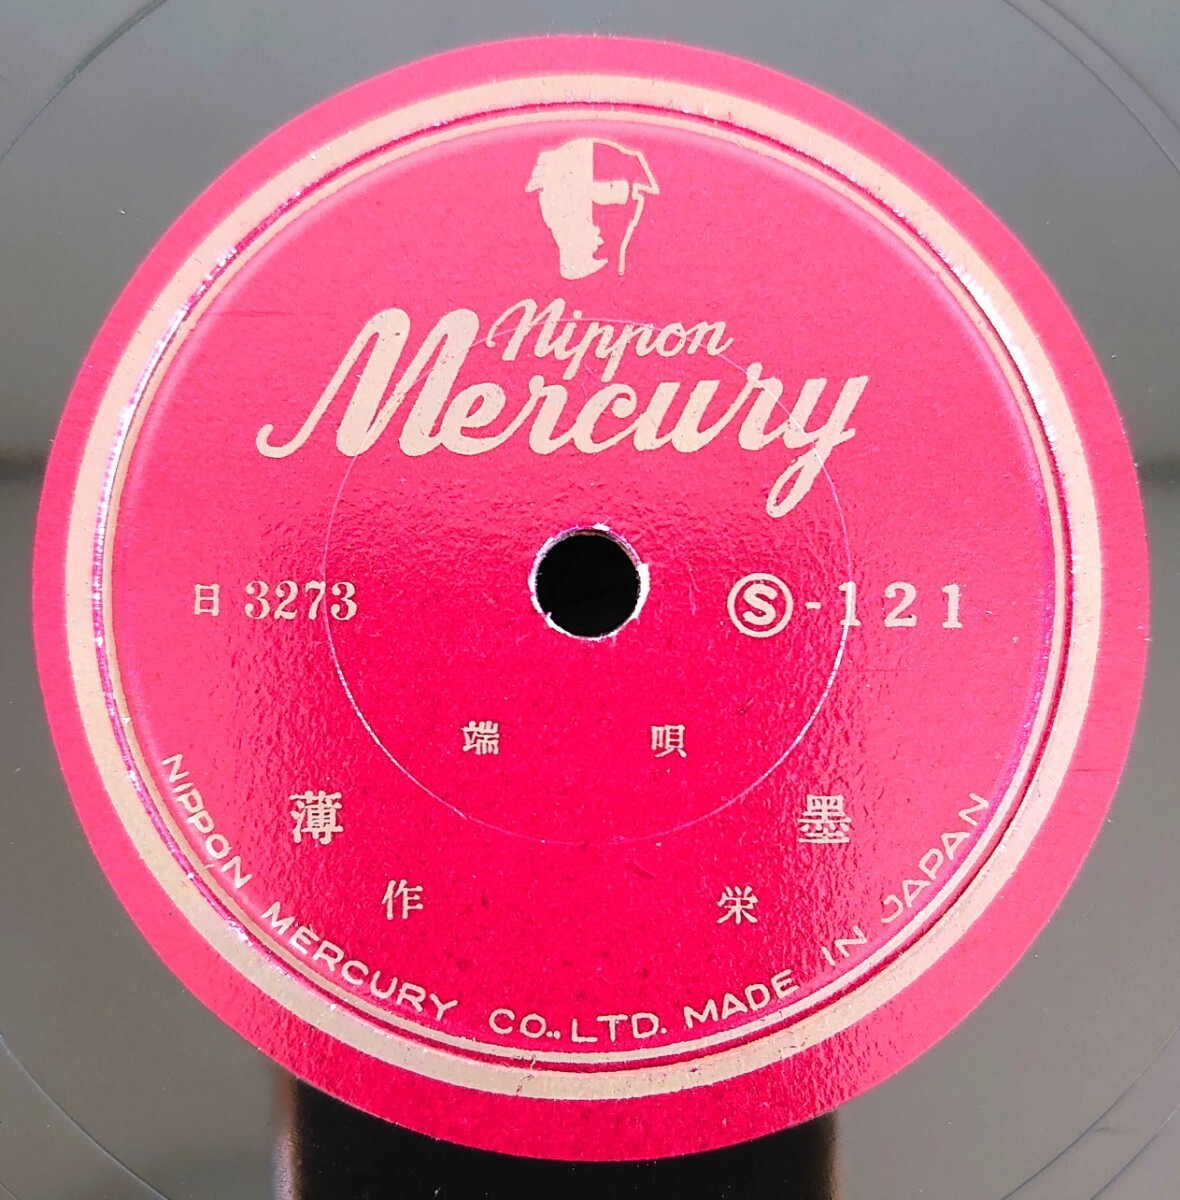 Nippon
Mercury
日 3273
Ⓢ-121
端唄
薄墨
作栄
NIPPON MERCURY CO., LTD. MADE IN JAPAN